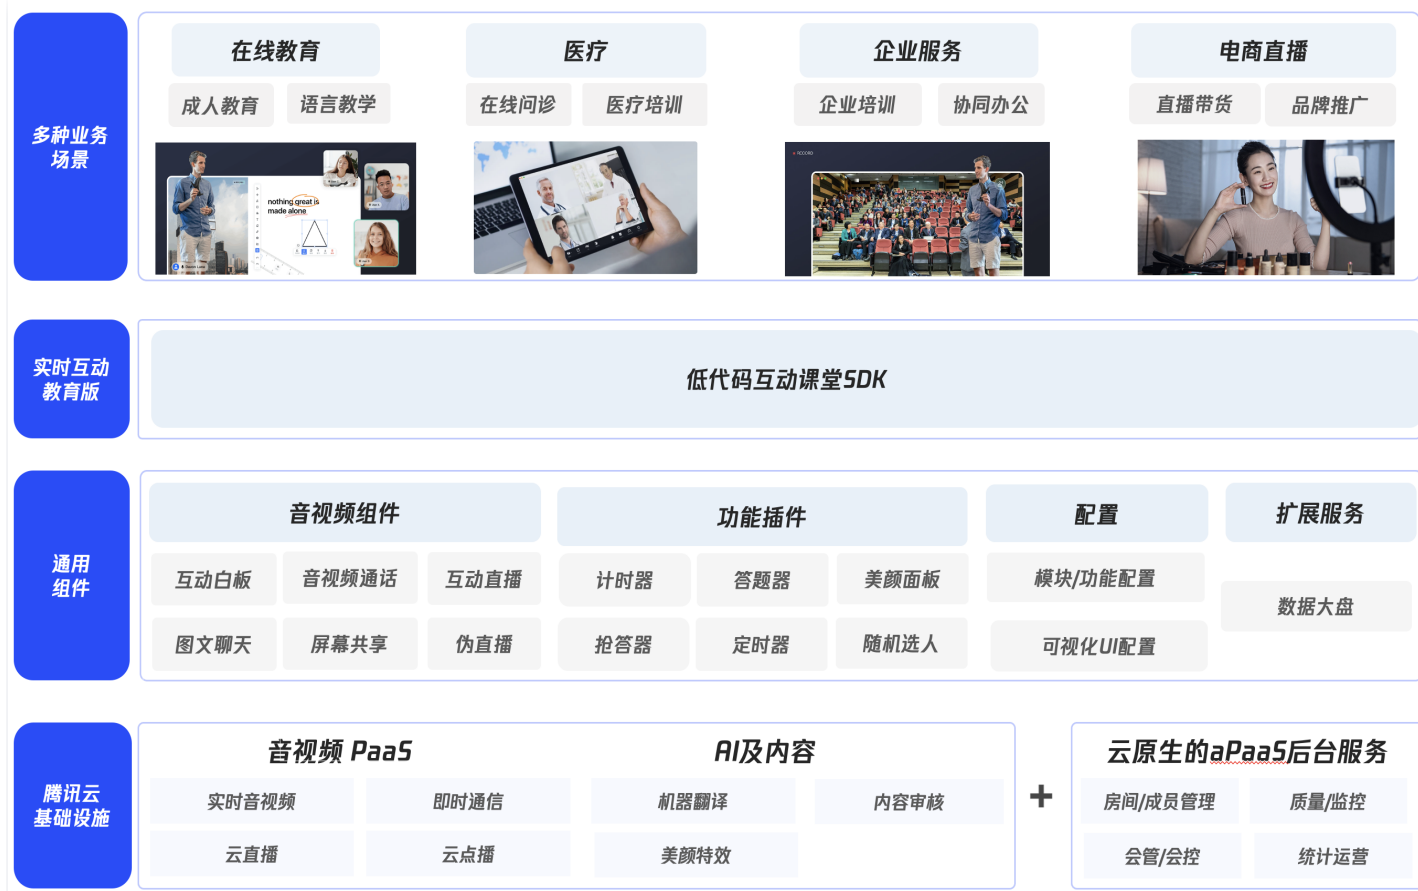 多种业务
场景
在线教育
医疗
企业服务
电商直播
成人教育
语言教学
在线问诊
医疗培训
企业培训
协同办公
直播带货
品牌推广
nothing great is
made alone
RECORD
实时互动
教育版
低代码互动课堂SDK
通用
组件
音视频组件
功能插件
配置
扩展服务
互动白板
音视频通话
互动直播
计时器
答题器
美颜面板
模块/功能配置
数据大盘
图文聊天
屏幕共享
伪直播
抢答器
定时器
随机选人
可视化UI配置
腾讯云
基础设施
音视频 PaaS
AI及内容
云原生的aPaaS后台服务
实时音视频
即时通信
机器翻译
内容审核
+
房间/成员管理
质量/监控
云直播
云点播
美颜特效
会管/会控
统计运营